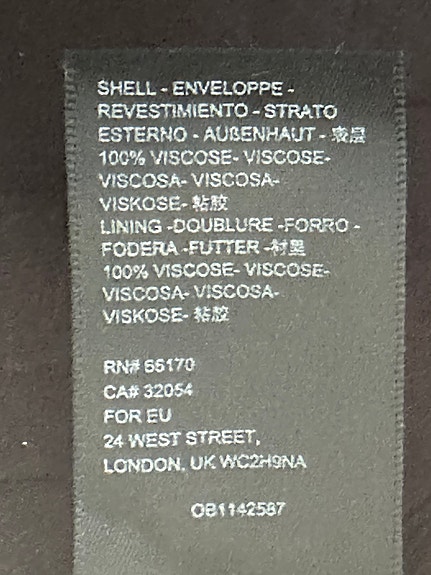 SHELL - ENVELOPPE -
REVESTIMIENTO - STRATO
ESTERNO - AUßENHAUT - 表层
100% VISCOSE- VISCOSE-
VISCOSA- VISCOSA-
VISKOSE- 粘胶
LINING -DOUBLURE -FORRO -
FODERA -FUTTER -衬里
100% VISCOSE- VISCOSE-
VISCOSA- VISCOSA-
VISKOSE- 粘胶
RN# 66170
CA# 32054
FOR EU
24 WEST STREET,
LONDON, UK WC2H9NA
OB1142587